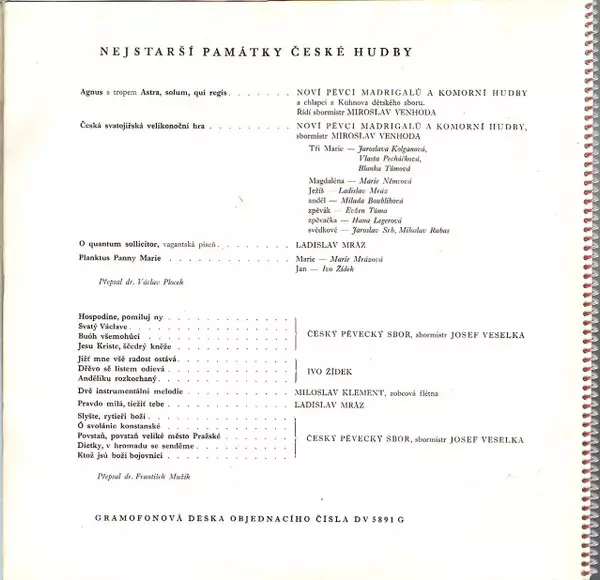 NEJSTARŠÍ PAMÁTKY ČESKÉ HUDBY
Agnus s tropem Astra, solum, qui regis . . . . . . . NOVÍ PĚVCI MADRIGALŮ A KOMORNÍ HUDBY
a chlapci z Kühnova dětského sboru.
Řídí sbormistr MIROSLAV VENHODA
Česká svatojiřská velikonoční hra . . . . . . . . . . NOVÍ PĚVCI MADRIGALŮ A KOMORNÍ HUDBY,
sbormistr MIROSLAV VENHODA
Tři Marie — Jaroslava Kolganová,
Vlasta Pecháčková,
Blanka Tůmová
Magdaléna — Marie Němcová
Ježíš — Ladislav Mráz
anděl — Milada Boublíková
zpěvák — Evžen Tůma
zpěvačka — Hana Legerová
svědkové — Jaroslav Srb, Miloslav Rabas
O quantum sollicitor, vagantská píseň . . . . . . . . LADISLAV MRÁZ
Planktus Panny Marie . . . . . . . . . . . . . Marie — Marie Mrázová
Jan — Ivo Žídek
Přepsal dr. Václav Plocek
Hospodine, pomiluj ny . . . . . . . . . . . .
Svatý Václave . . . . . . . . . . . . . . .
Buóh všemohúcí . . . . . . . . . . . . . .
Jesu Kriste, ščedrý kněže . . . . . . . . . . .
ČESKÝ PĚVECKÝ SBOR, sbormistr JOSEF VESELKA
Jižť mne vše radost ostává . . . . . . . . . . .
Dřěvo sě listem odievá . . . . . . . . . . . .
Andělíku rozkochaný . . . . . . . . . . . . .
IVO ŽÍDEK
Dvě instrumentální melodie . . . . . . . . . . . MILOSLAV KLEMENT, zobcová flétna
Pravdo milá, tiežíť tebe . . . . . . . . . . . . LADISLAV MRÁZ
Slyšte, rytieři boží . . . . . . . . . . . . . .
Ó svolánie konstanské . . . . . . . . . . . .
Povstaň, povstaň veliké město Pražské . . . . . . .
Dietky, v hromadu se senděme . . . . . . . . . .
Ktož jsú boží bojovníci . . . . . . . . . . . .
ČESKÝ PĚVECKÝ SBOR, sbormistr JOSEF VESELKA
Přepsal dr. František Mužík
GRAMOFONOVÁ DESKA OBJEDNACÍHO ČÍSLA DV 5891 G